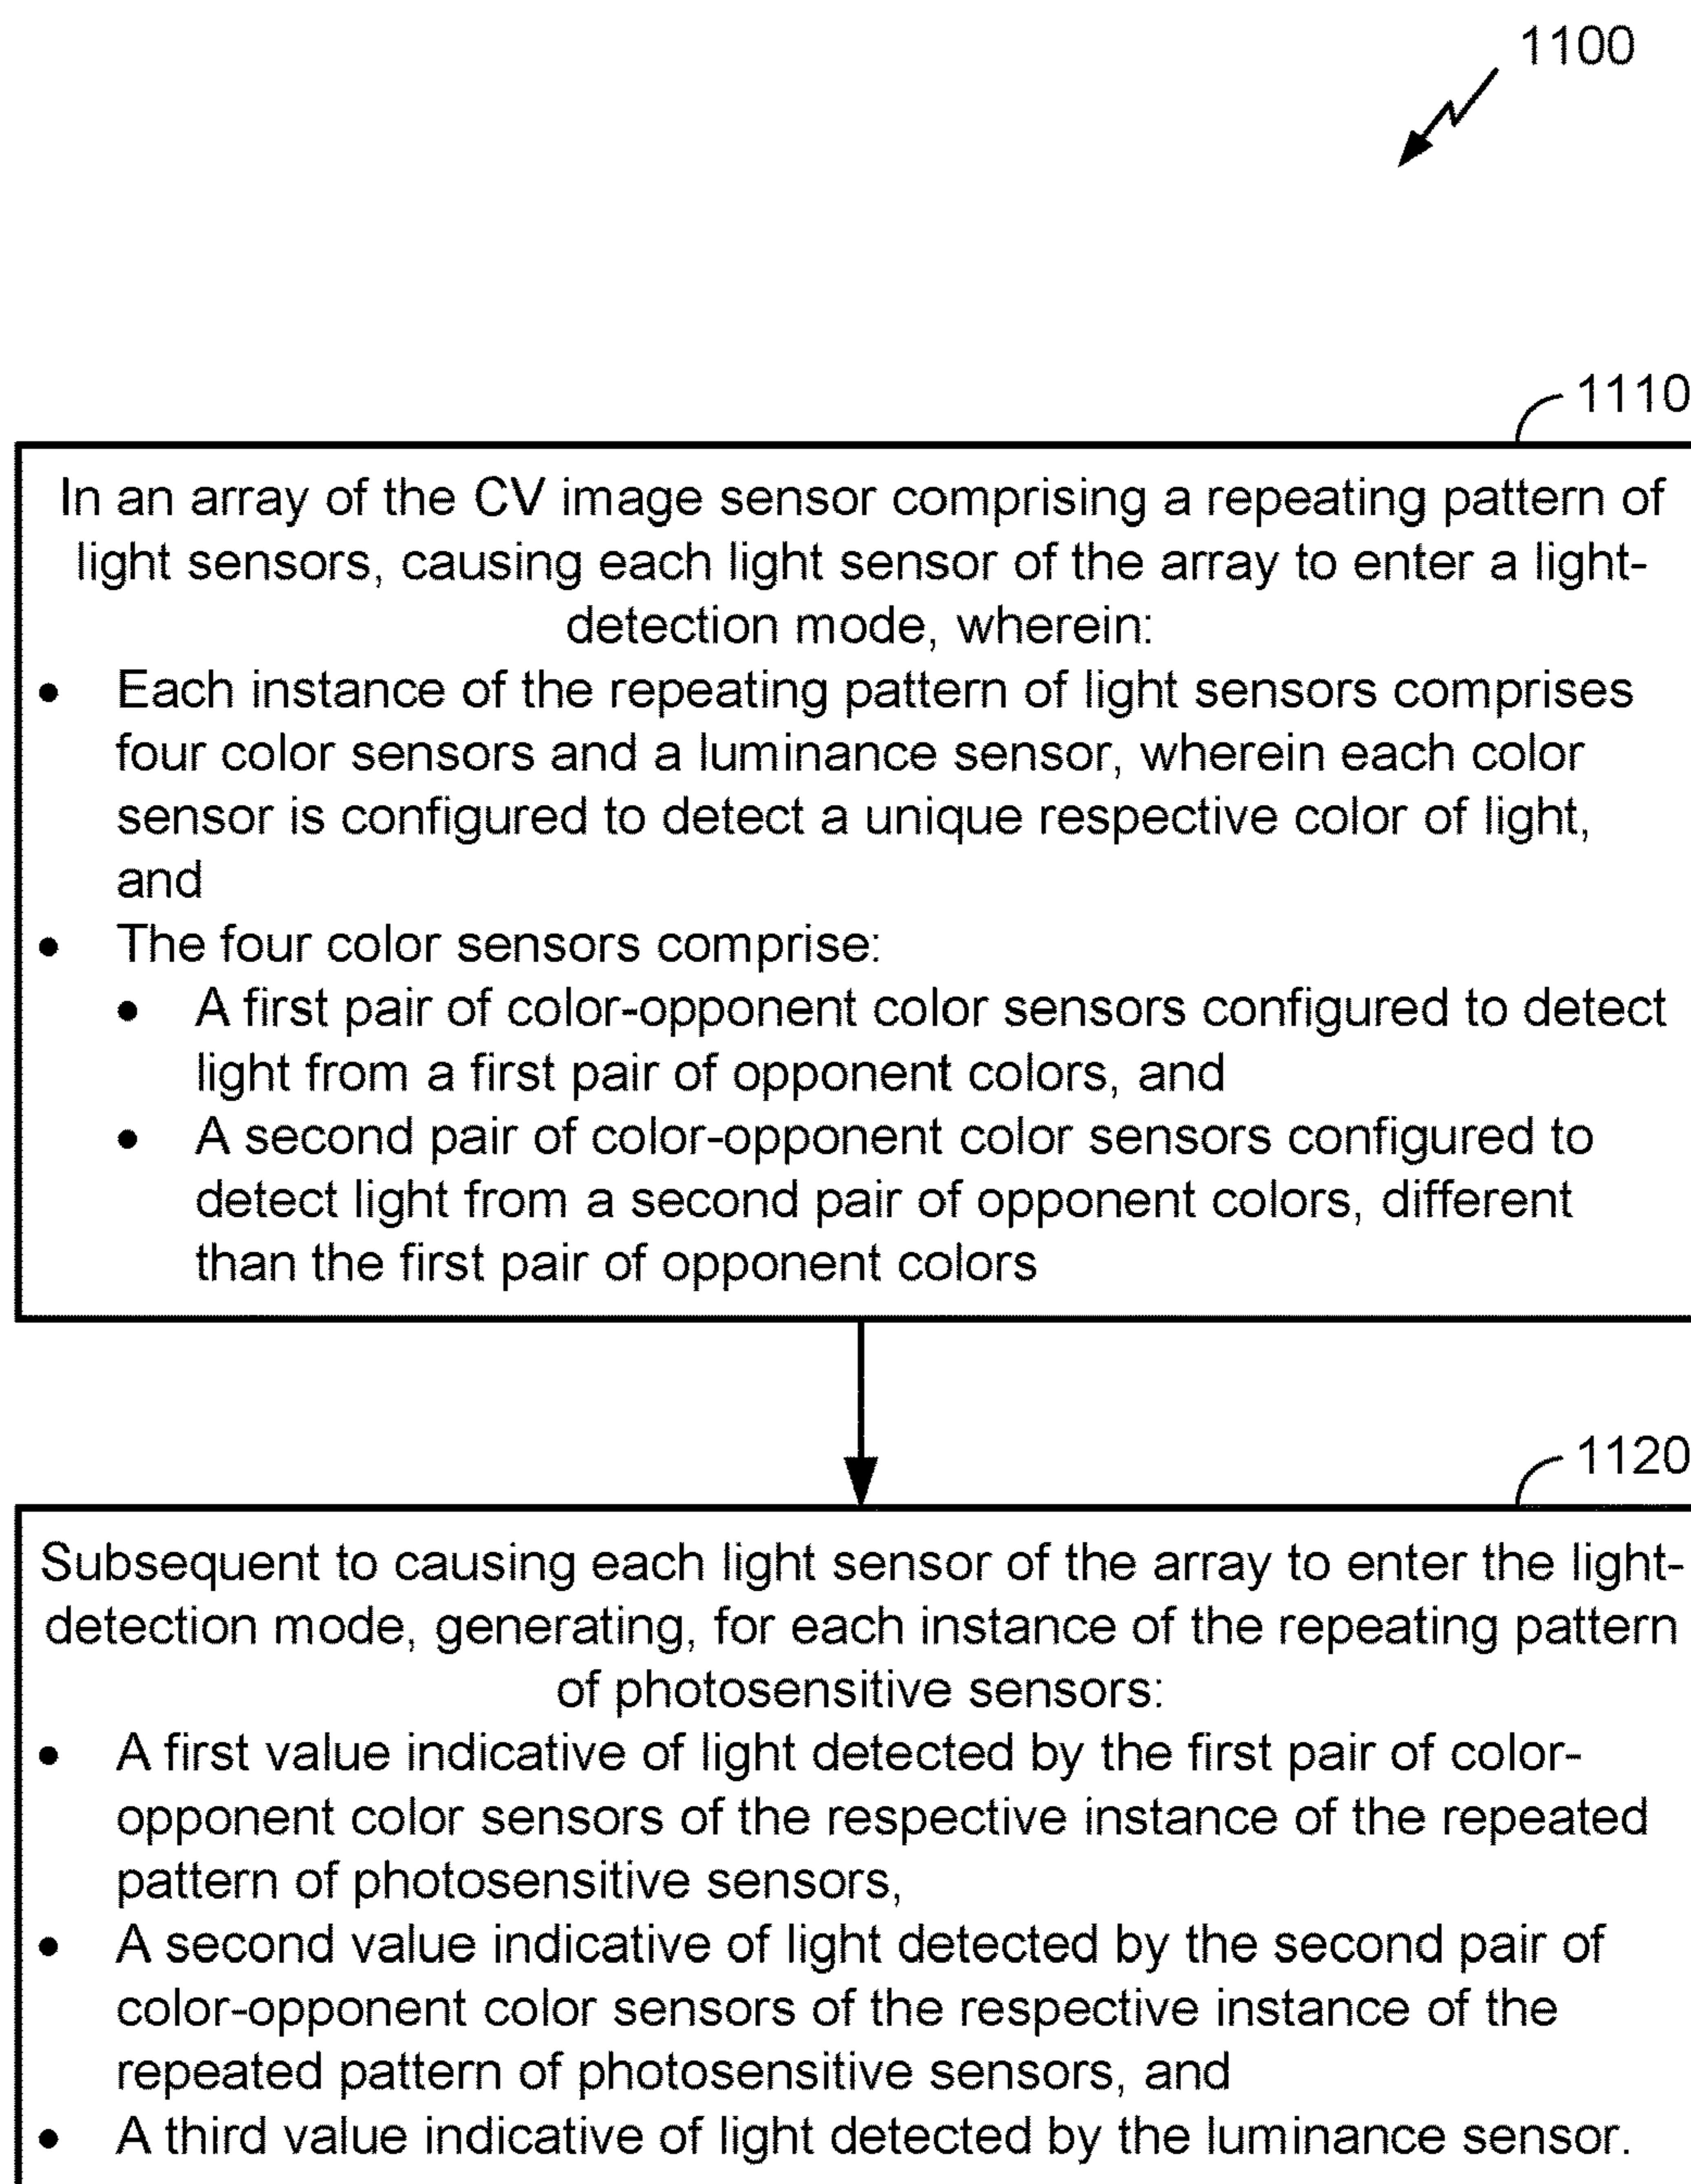 1100
1110
In an array of the CV image sensor comprising a repeating pattern of
light sensors, causing each light sensor of the array to enter a light-
detection mode, wherein:
• Each instance of the repeating pattern of light sensors comprises
four color sensors and a luminance sensor, wherein each color
sensor is configured to detect a unique respective color of light,
and
• The four color sensors comprise:
• A first pair of color-opponent color sensors configured to detect
light from a first pair of opponent colors, and
• A second pair of color-opponent color sensors configured to
detect light from a second pair of opponent colors, different
than the first pair of opponent colors
1120
Subsequent to causing each light sensor of the array to enter the light-
detection mode, generating, for each instance of the repeating pattern
of photosensitive sensors:
• A first value indicative of light detected by the first pair of color-
opponent color sensors of the respective instance of the repeated
pattern of photosensitive sensors,
• A second value indicative of light detected by the second pair of
color-opponent color sensors of the respective instance of the
repeated pattern of photosensitive sensors, and
• A third value indicative of light detected by the luminance sensor.